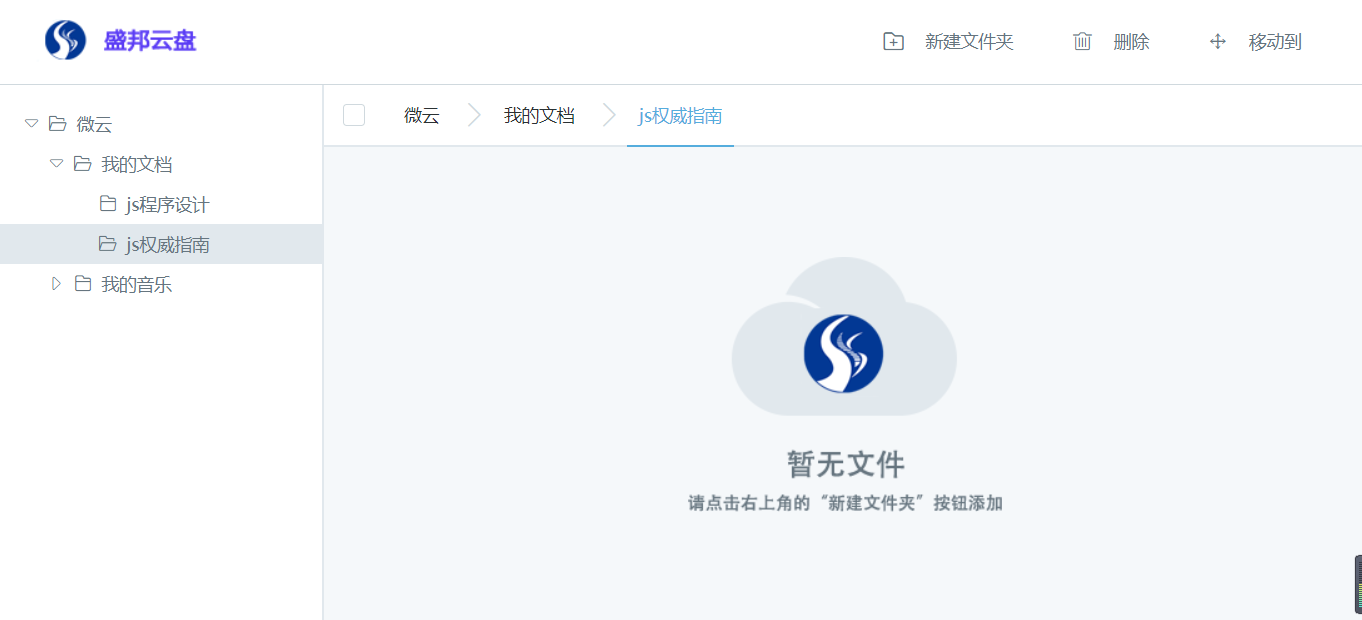 盛邦云盘
新建文件夹 删除 移动到
微云
我的文档
js程序设计
js权威指南
我的音乐
微云 我的文档 js权威指南
暂无文件
请点击右上角的“新建文件夹”按钮添加